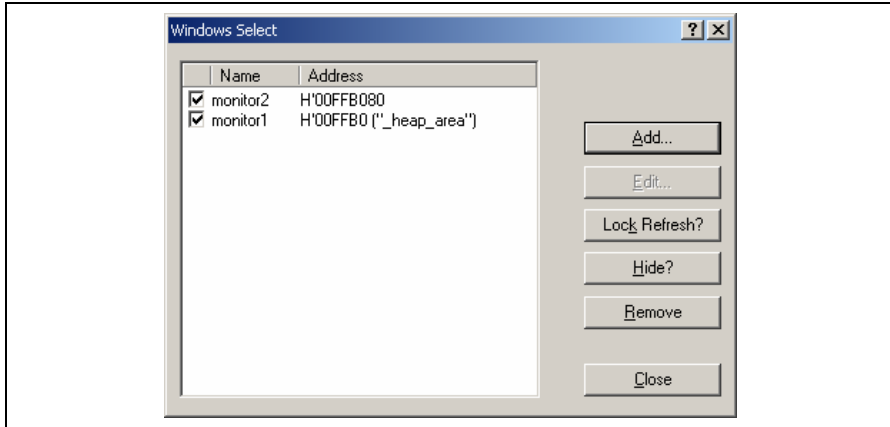 Windows Select
Name Address
monitor2 H'00FFB080
monitor1 H'00FFB0 ("_heap_area")
Add...
Edit...
Lock Refresh?
Hide?
Remove
Close